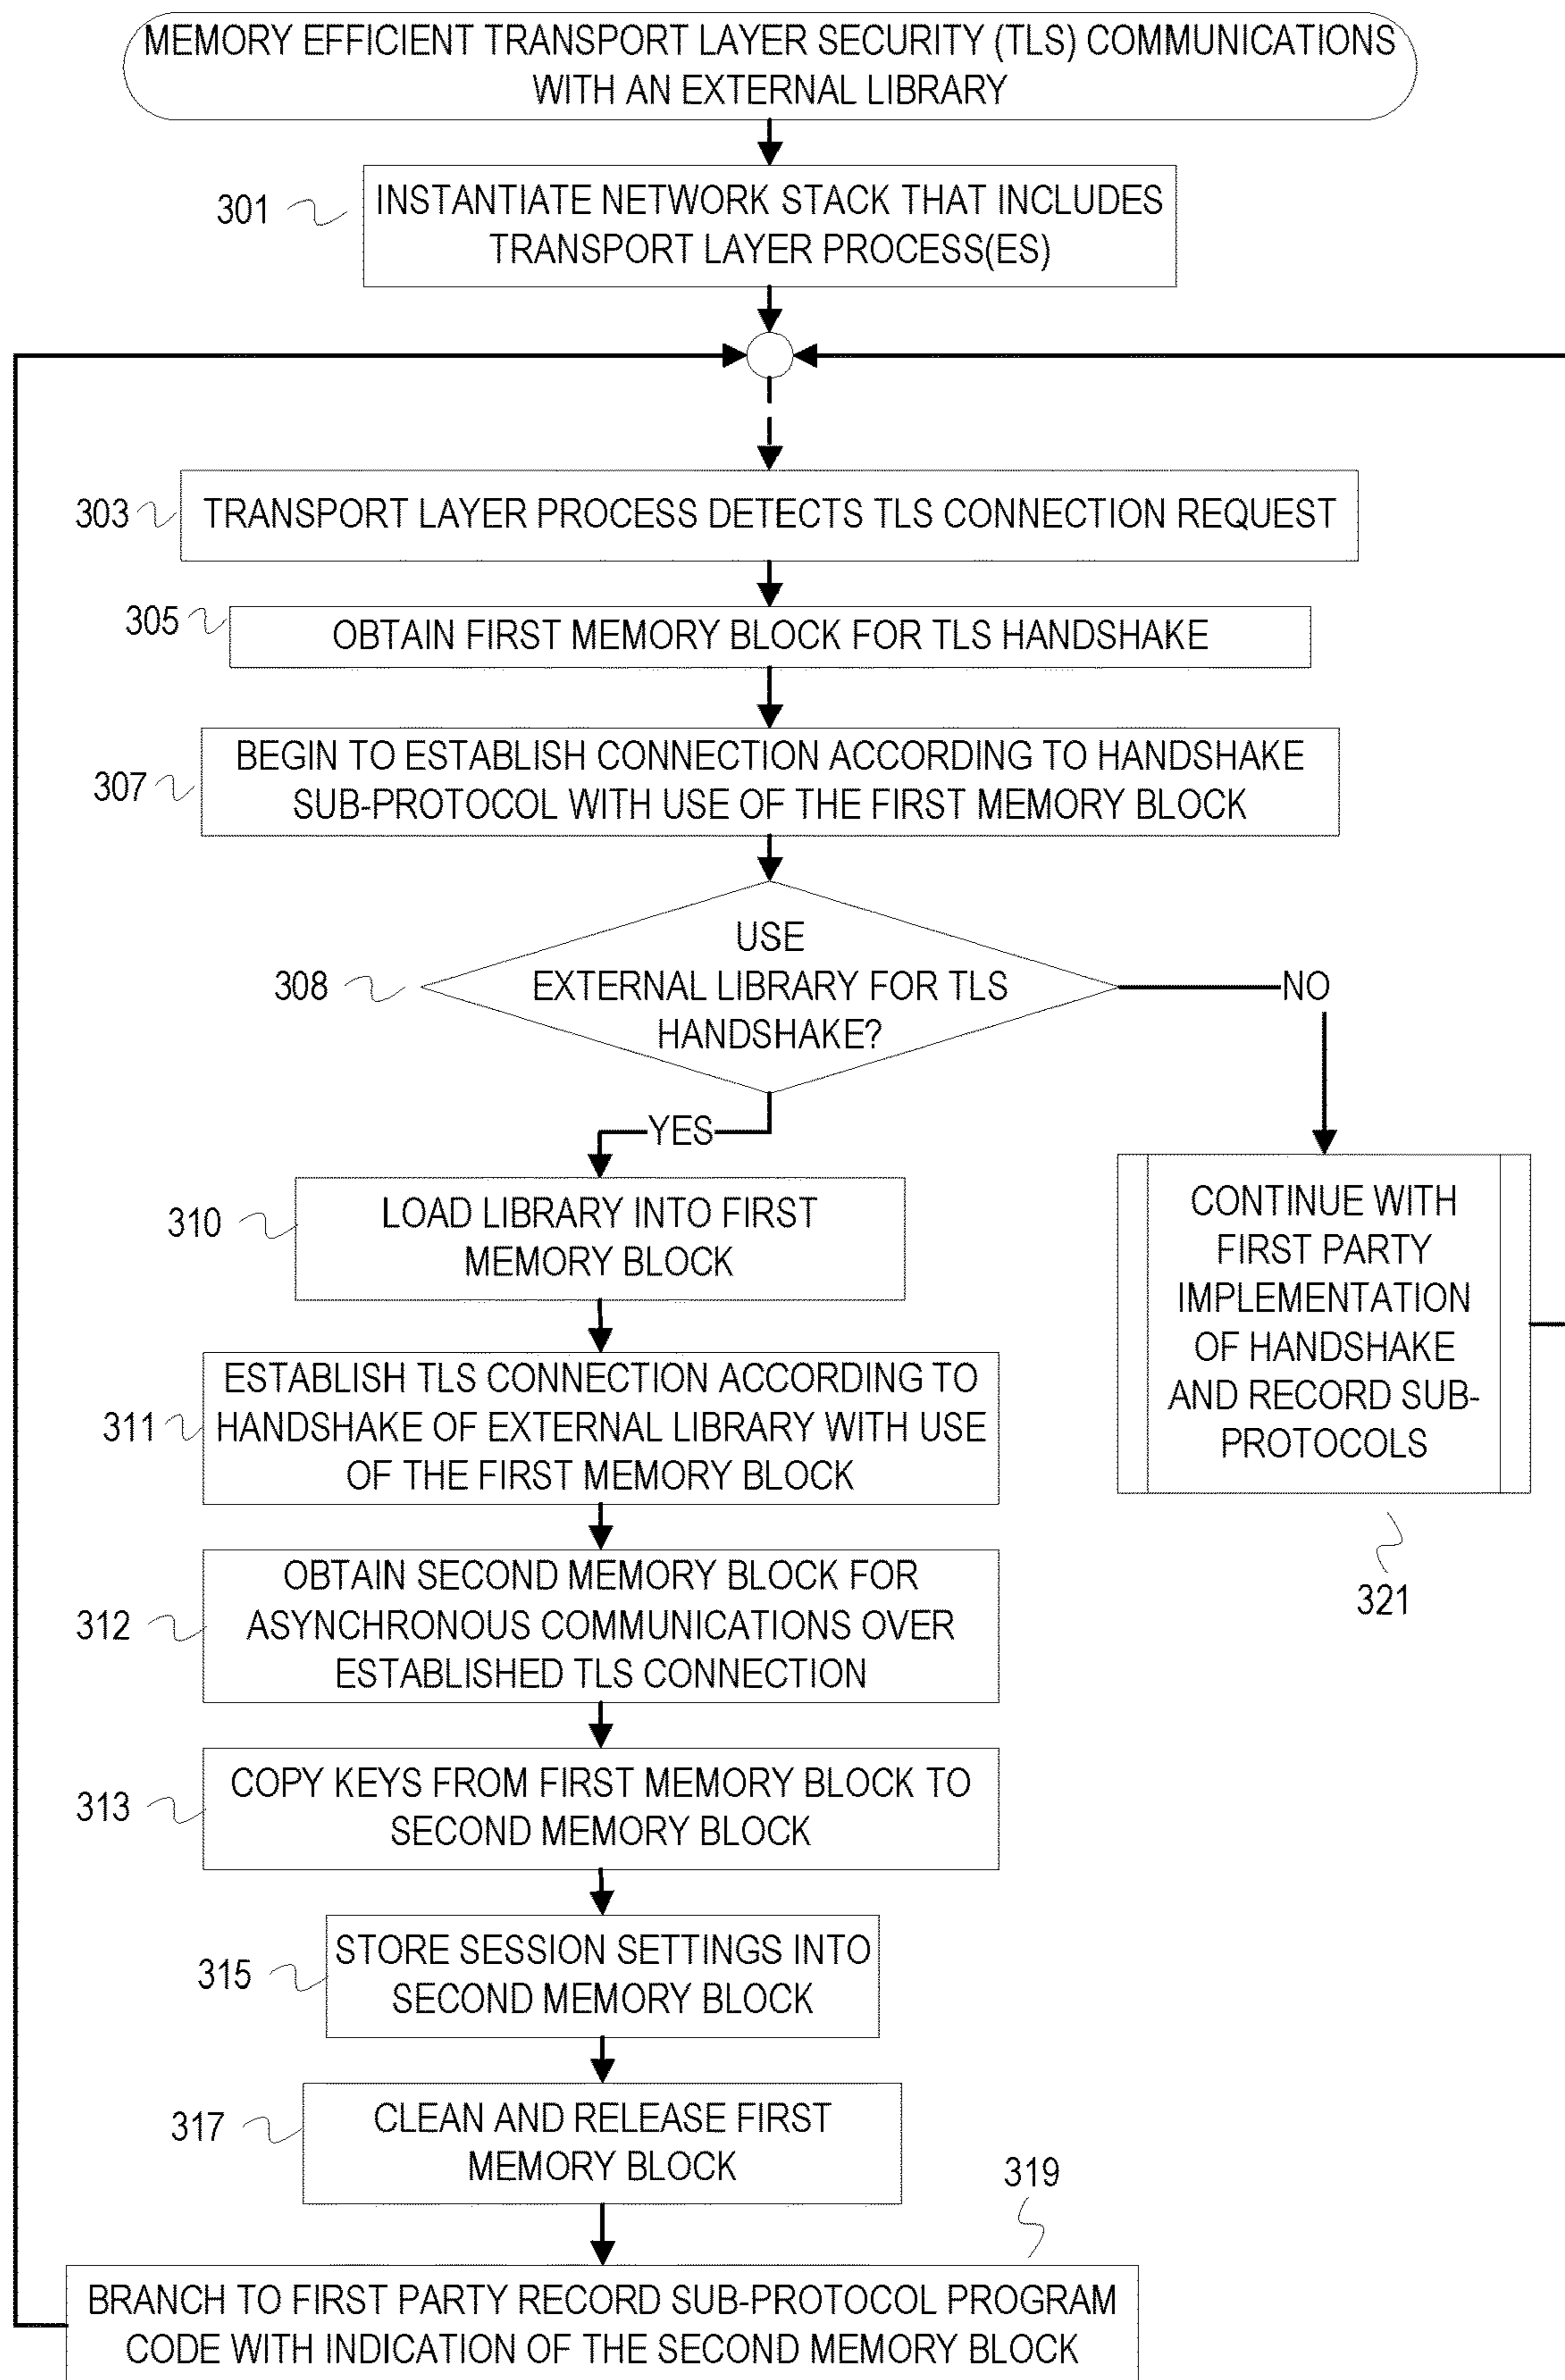 MEMORY EFFICIENT TRANSPORT LAYER SECURITY (TLS) COMMUNICATIONS
WITH AN EXTERNAL LIBRARY
301
INSTANTIATE NETWORK STACK THAT INCLUDES
TRANSPORT LAYER PROCESS(ES)
303
TRANSPORT LAYER PROCESS DETECTS TLS CONNECTION REQUEST
305
OBTAIN FIRST MEMORY BLOCK FOR TLS HANDSHAKE
307
BEGIN TO ESTABLISH CONNECTION ACCORDING TO HANDSHAKE
SUB-PROTOCOL WITH USE OF THE FIRST MEMORY BLOCK
308
USE
EXTERNAL LIBRARY FOR TLS
HANDSHAKE?
NO
YES
310
LOAD LIBRARY INTO FIRST
MEMORY BLOCK
CONTINUE WITH
FIRST PARTY
IMPLEMENTATION
OF HANDSHAKE
AND RECORD SUB-
PROTOCOLS
321
311
ESTABLISH TLS CONNECTION ACCORDING TO
HANDSHAKE OF EXTERNAL LIBRARY WITH USE
OF THE FIRST MEMORY BLOCK
312
OBTAIN SECOND MEMORY BLOCK FOR
ASYNCHRONOUS COMMUNICATIONS OVER
ESTABLISHED TLS CONNECTION
313
COPY KEYS FROM FIRST MEMORY BLOCK TO
SECOND MEMORY BLOCK
315
STORE SESSION SETTINGS INTO
SECOND MEMORY BLOCK
317
CLEAN AND RELEASE FIRST
MEMORY BLOCK
319
BRANCH TO FIRST PARTY RECORD SUB-PROTOCOL PROGRAM
CODE WITH INDICATION OF THE SECOND MEMORY BLOCK